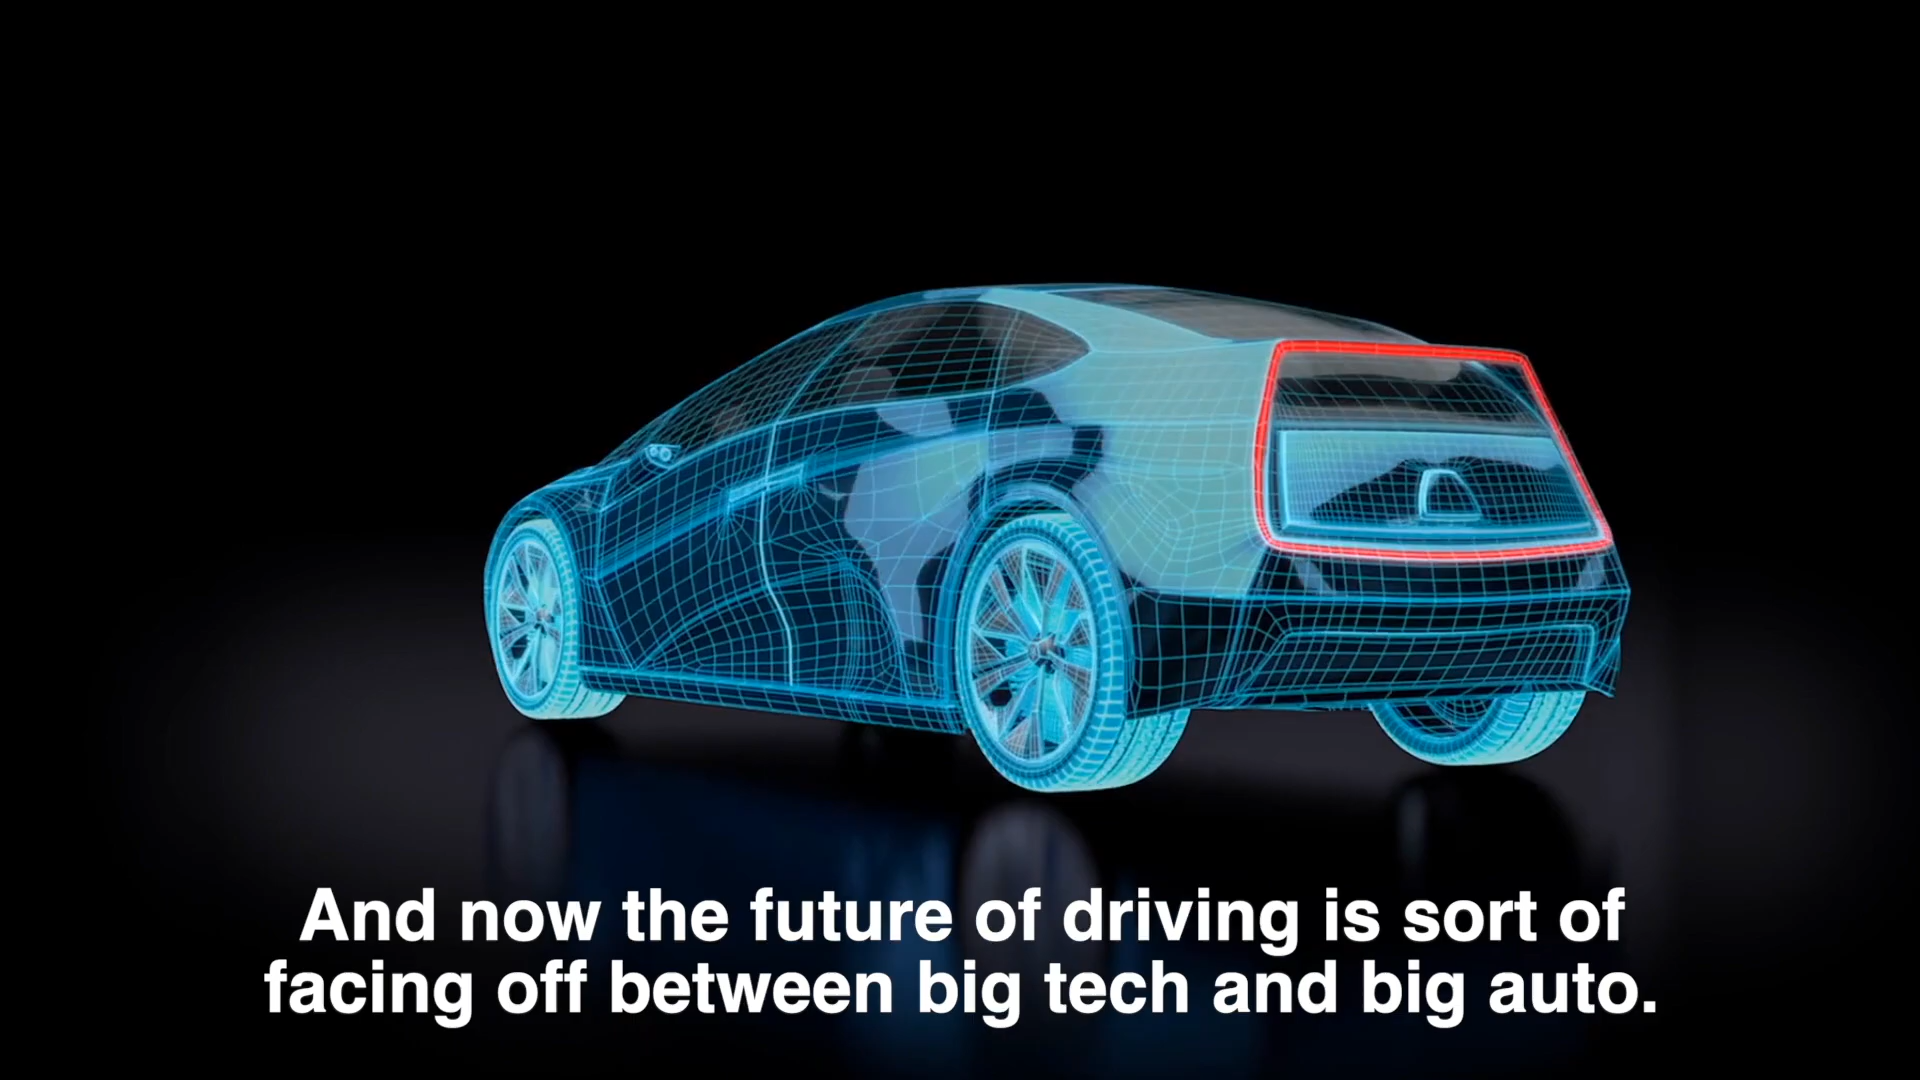 And now the future of driving is sort of
facing off between big tech and big auto.